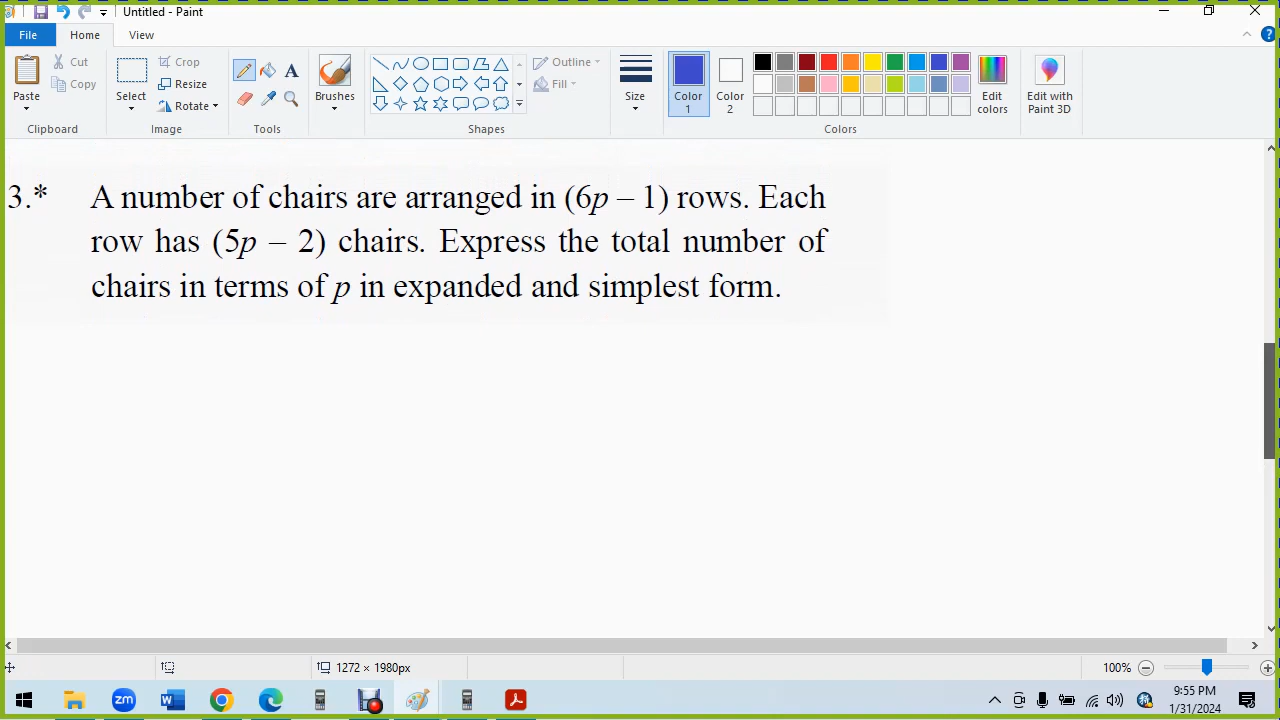 Untitled - Paint
File Home View
Paste
Cut
Copy
Clipboard
Select
Crop
Resize
Rotate
Image
Tools
Brushes
Shapes
Outline
Fill
Size
Color 1
Color 2
Edit colors
Colors
Edit with Paint 3D
3.* A number of chairs are arranged in (6p – 1) rows. Each
row has (5p – 2) chairs. Express the total number of
chairs in terms of p in expanded and simplest form.
1272 × 1980px
100%
9:55 PM
1/31/2024